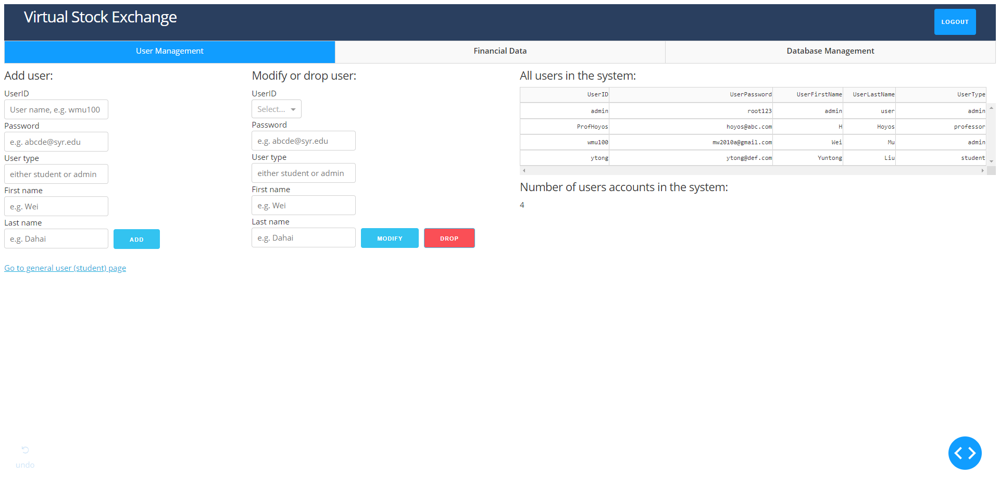 Virtual Stock Exchange
LOGOUT
User Management
Financial Data
Database Management
Add user:
UserID
User name, e.g. wmu100
Password
e.g. abcde@syr.edu
User type
either student or admin
First name
e.g. Wei
Last name
e.g. Dahai
ADD
Go to general user (student) page
Modify or drop user:
UserID
Select...
Password
e.g. abcde@syr.edu
User type
either student or admin
First name
e.g. Wei
Last name
e.g. Dahai
MODIFY
DROP
All users in the system:
UserID UserPassword UserFirstName UserLastName UserType
admin root123 admin user admin
ProfHoyos hoyos@abc.com H Hoyos professor
wmu100 mw2010a@gmail.com Wei Mu admin
ytong ytong@def.com Yuntong Liu student
Number of users accounts in the system:
4
undo